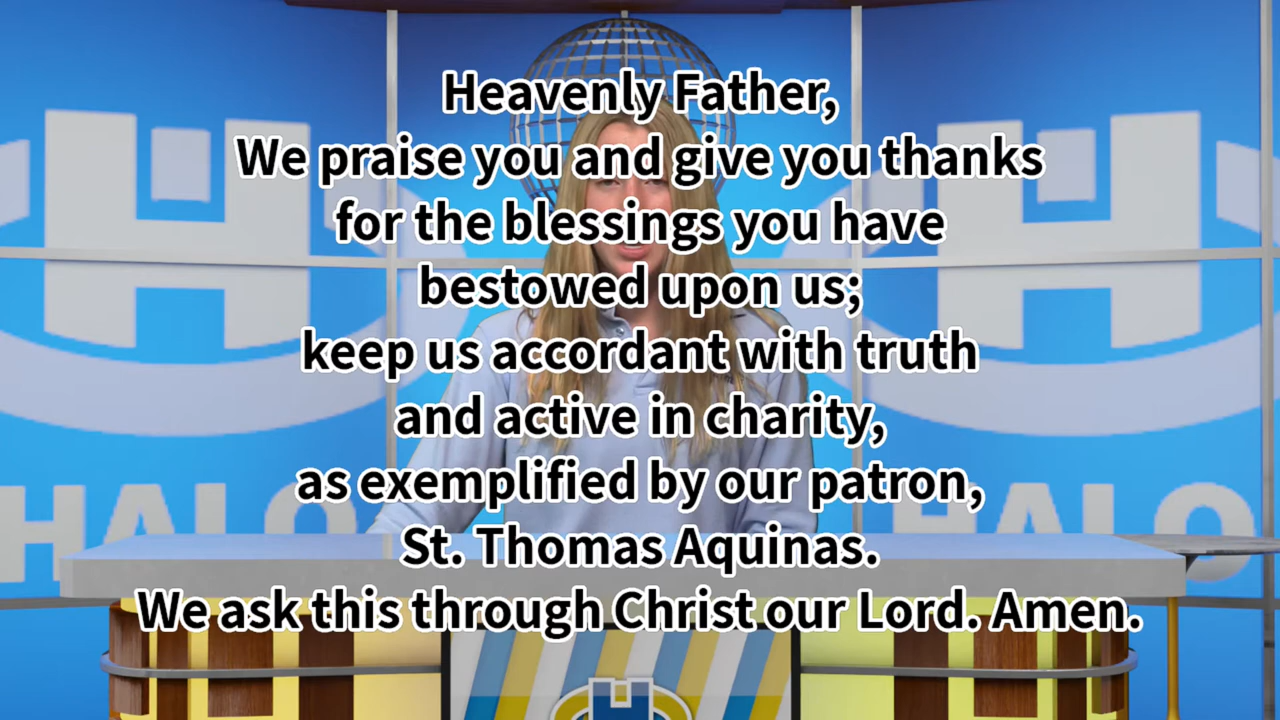 Heavenly Father,
We praise you and give you thanks
for the blessings you have
bestowed upon us;
keep us accordant with truth
and active in charity,
as exemplified by our patron,
St. Thomas Aquinas.
We ask this through Christ our Lord. Amen.
H
H
HALO
HALO